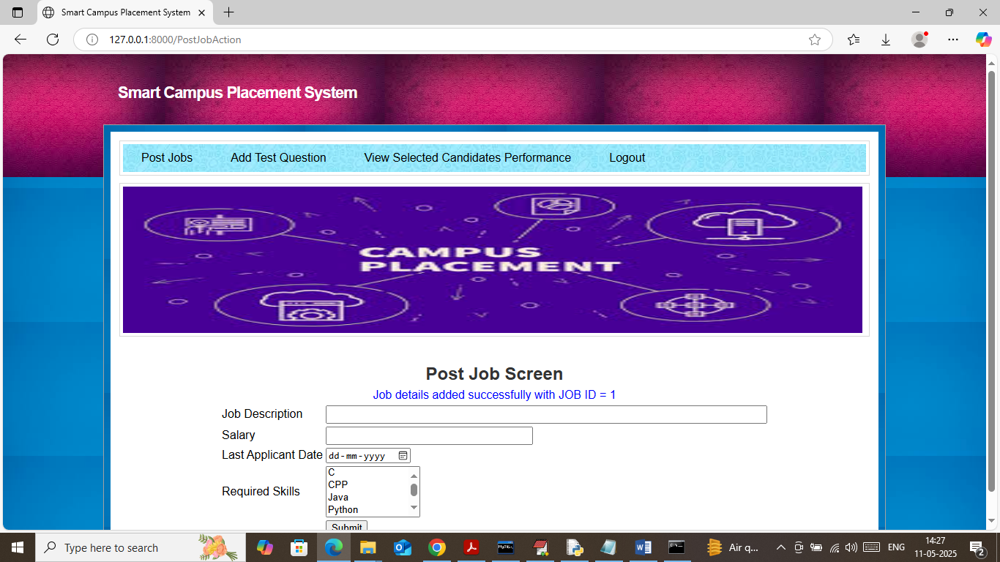 Smart Campus Placement System
127.0.0.1:8000/PostJobAction
Smart Campus Placement System
Post Jobs Add Test Question View Selected Candidates Performance Logout
CAMPUS
PLACEMENT
Post Job Screen
Job details added successfully with JOB ID = 1
Job Description
Salary
Last Applicant Date dd-mm-yyyy
Required Skills
C
CPP
Java
Python
Submit
Type here to search
Air q...
ENG
14:27
11-05-2025
2